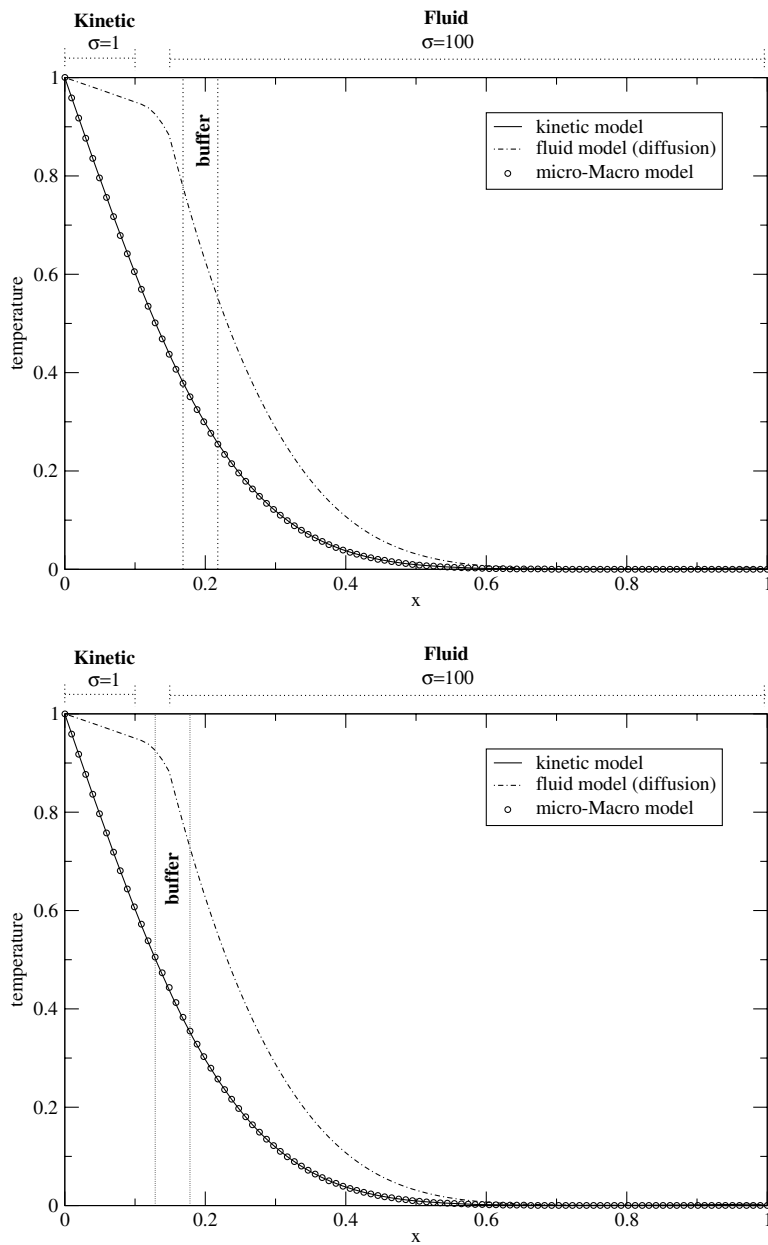 Kinetic Fluid
σ=1 σ=100
1
0.8
0.6
0.4
0.2
0
temperature
buffer
kinetic model
fluid model (diffusion)
micro-Macro model
0 0.2 0.4 0.6 0.8 1
x
Kinetic Fluid
σ=1 σ=100
1
0.8
0.6
0.4
0.2
0
temperature
buffer
kinetic model
fluid model (diffusion)
micro-Macro model
0 0.2 0.4 0.6 0.8 1
x